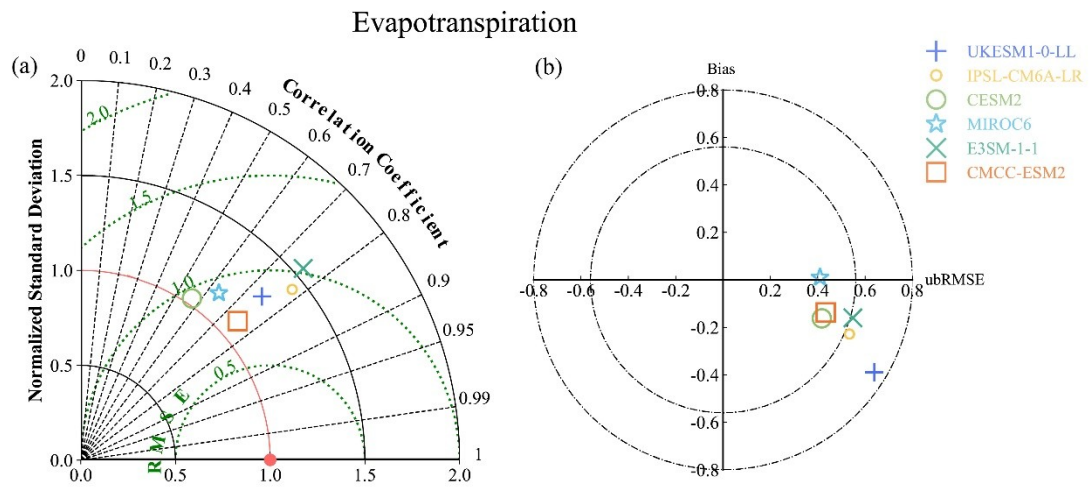 Evapotranspiration
(a)
0 0.1 0.2 0.3 0.4 0.5 0.6 0.7 0.8 0.9 0.95 0.99 1
Correlation Coefficient
Normalized Standard Deviation
2.0
1.5
1.0
0.5
0.0
0.0 0.5 1.0 1.5 2.0
2.0
1.5
1.0
0.5
RMSE
(b)
Bias
0.8
0.6
0.4
0.2
-0.2
-0.4
-0.6
-0.8
-0.8 -0.6 -0.4 -0.2 0.2 0.4 0.6 0.8
ubRMSE
UKESM1-0-LL
IPSL-CM6A-LR
CESM2
MIROC6
E3SM-1-1
CMCC-ESM2